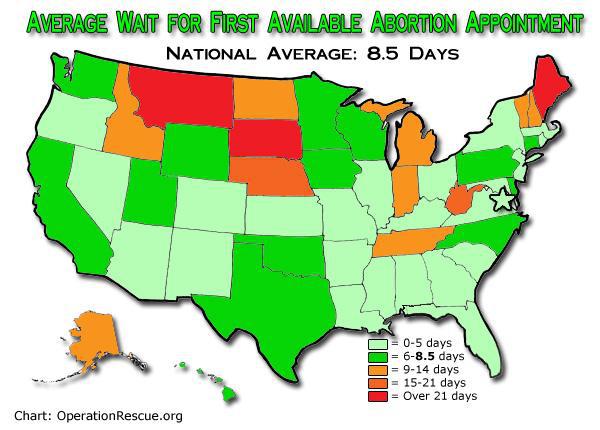 Average Wait for First Available Abortion Appointment
National Average: 8.5 Days
= 0-5 days
= 6-8.5 days
= 9-14 days
= 15-21 days
= Over 21 days
Chart: OperationRescue.org